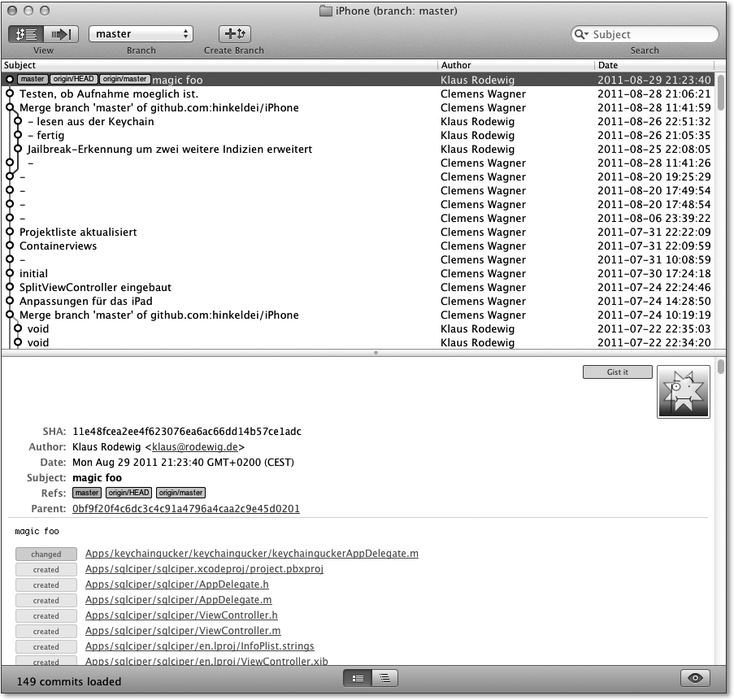 iPhone (branch: master)
master
Subject
View
Branch
Create Branch
Search
Subject Author Date
master origin/HEAD origin/master magic foo Klaus Rodewig 2011-08-29 21:23:40
Testen, ob Aufnahme moeglich ist. Clemens Wagner 2011-08-28 21:06:21
Merge branch 'master' of github.com:hinkeldei/iPhone Clemens Wagner 2011-08-28 11:41:59
- lesen aus der Keychain Klaus Rodewig 2011-08-26 22:51:32
- fertig Klaus Rodewig 2011-08-26 21:05:35
Jailbreak-Erkennung um zwei weitere Indizien erweitert Klaus Rodewig 2011-08-25 22:08:05
- Clemens Wagner 2011-08-28 11:41:26
- Clemens Wagner 2011-08-20 19:25:29
- Clemens Wagner 2011-08-20 17:49:54
- Clemens Wagner 2011-08-20 17:48:54
- Clemens Wagner 2011-08-06 23:39:22
Projektliste aktualisiert Clemens Wagner 2011-07-31 22:22:09
Containerviews Clemens Wagner 2011-07-31 22:09:59
- Clemens Wagner 2011-07-31 10:08:59
initial Clemens Wagner 2011-07-30 17:24:18
SplitViewController eingebaut Clemens Wagner 2011-07-24 22:24:46
Anpassungen für das iPad Clemens Wagner 2011-07-24 14:28:50
Merge branch 'master' of github.com:hinkeldei/iPhone Clemens Wagner 2011-07-24 10:19:19
void Klaus Rodewig 2011-07-22 22:35:03
void Klaus Rodewig 2011-07-22 22:34:20
Gist it
SHA: 11e48fcea2ee4f623076ea6ac66dd14b57ce1adc
Author: Klaus Rodewig <klaus@rodewig.de>
Date: Mon Aug 29 2011 21:23:40 GMT+0200 (CEST)
Subject: magic foo
Refs: master origin/HEAD origin/master
Parent: 0bf9f20f4c6dc3c4c91a4796a4caa2c9e45d0201
magic foo
changed Apps/keychaingucker/keychaingucker/keychainguckerAppDelegate.m
created Apps/sqlciper/sqlciper.xcodeproj/project.pbxproj
created Apps/sqlciper/sqlciper/AppDelegate.h
created Apps/sqlciper/sqlciper/AppDelegate.m
created Apps/sqlciper/sqlciper/ViewController.h
created Apps/sqlciper/sqlciper/ViewController.m
created Apps/sqlciper/sqlciper/en.lproj/InfoPlist.strings
created Apps/sqlciper/sqlciper/en.lproj/ViewController.xib
149 commits loaded